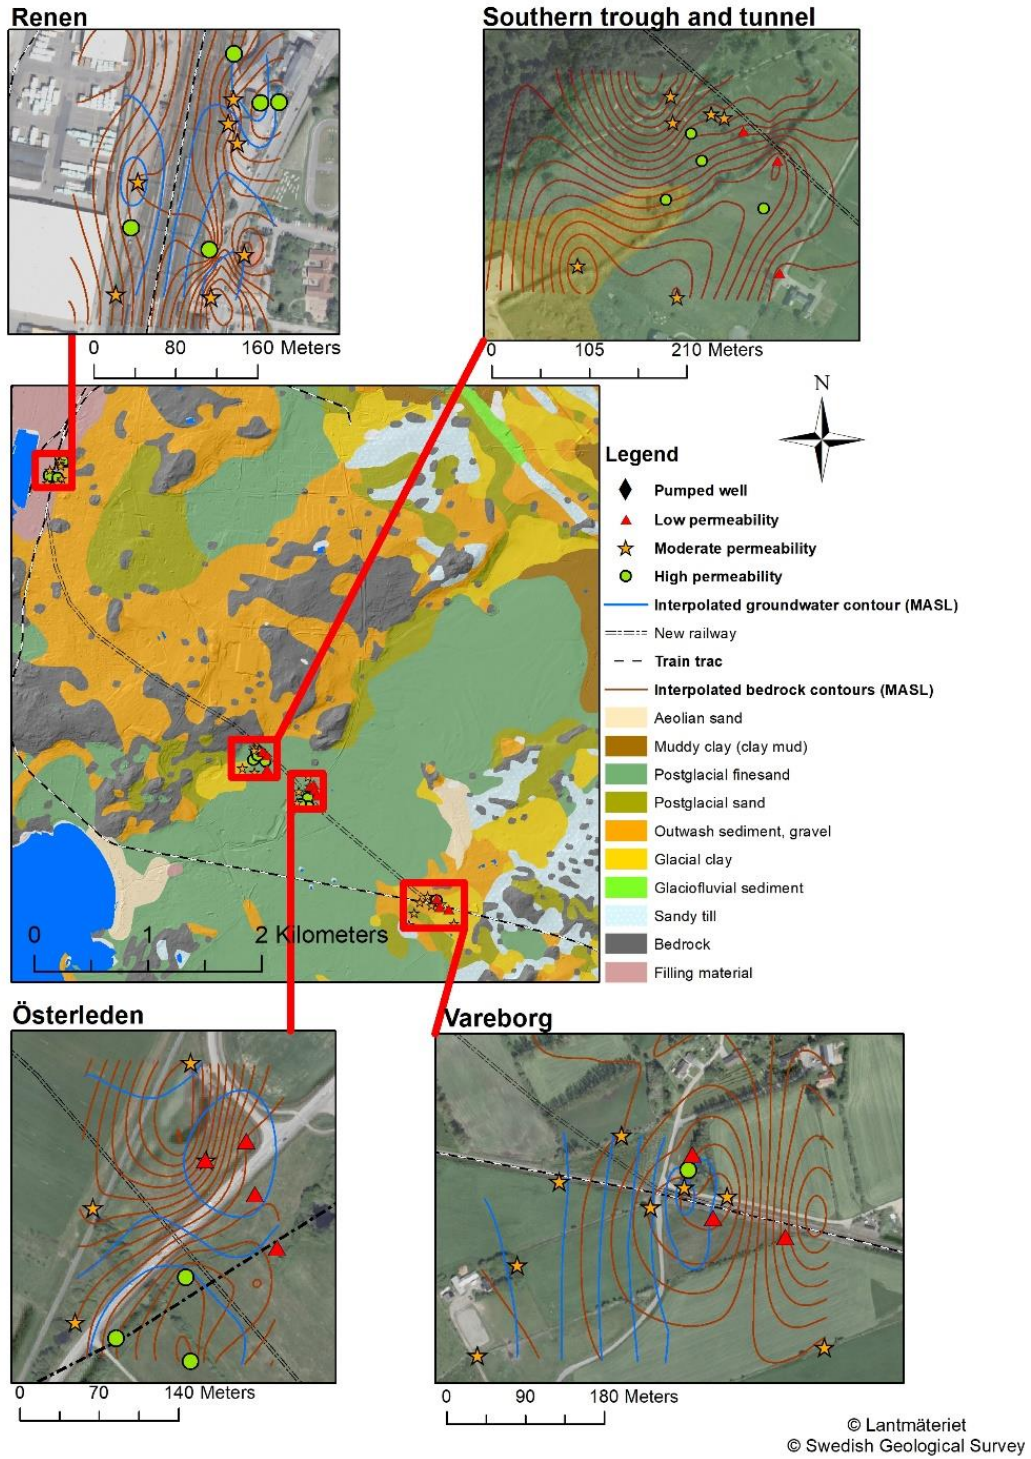 Renen
Southern trough and tunnel
0 80 160 Meters
0 105 210 Meters
N
Legend
Pumped well
Low permeability
Moderate permeability
High permeability
Interpolated groundwater contour (MASL)
New railway
Train trac
Interpolated bedrock contours (MASL)
Aeolian sand
Muddy clay (clay mud)
Postglacial finesand
Postglacial sand
Outwash sediment, gravel
Glacial clay
Glaciofluvial sediment
Sandy till
Bedrock
Filling material
0 1 2 Kilometers
Österleden
Vareborg
0 70 140 Meters
0 90 180 Meters
© Lantmäteriet
© Swedish Geological Survey